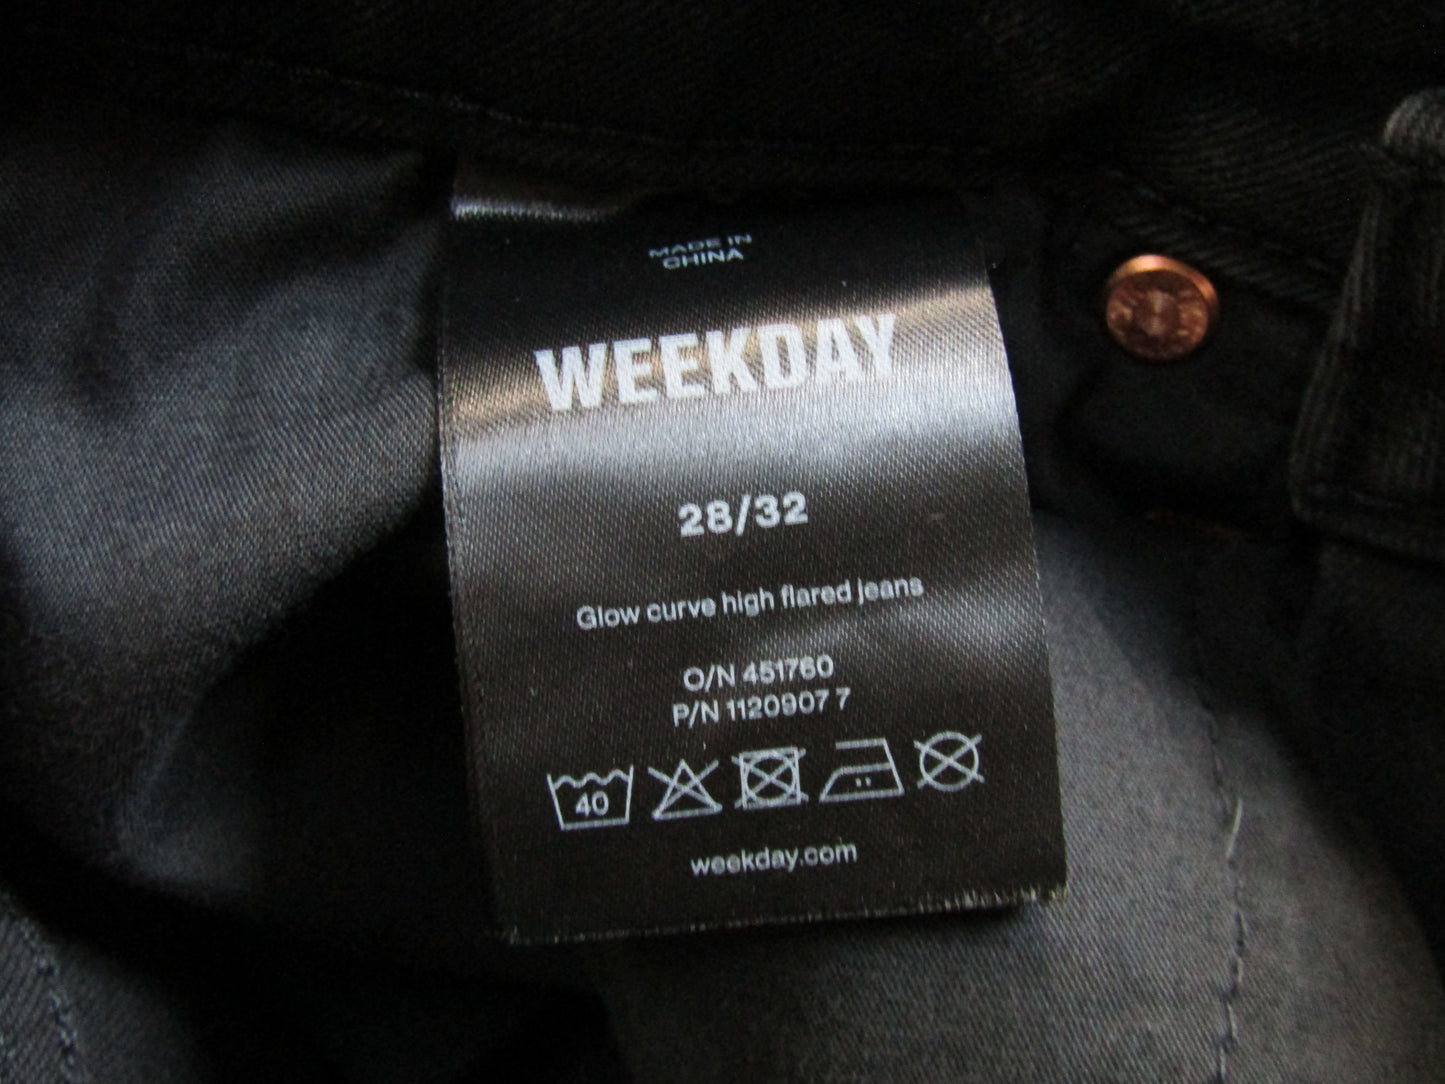 MADE IN
CHINA
WEEKDAY
28/32
Glow curve high flared jeans
O/N 451760
P/N 1120907 7
40
weekday.com